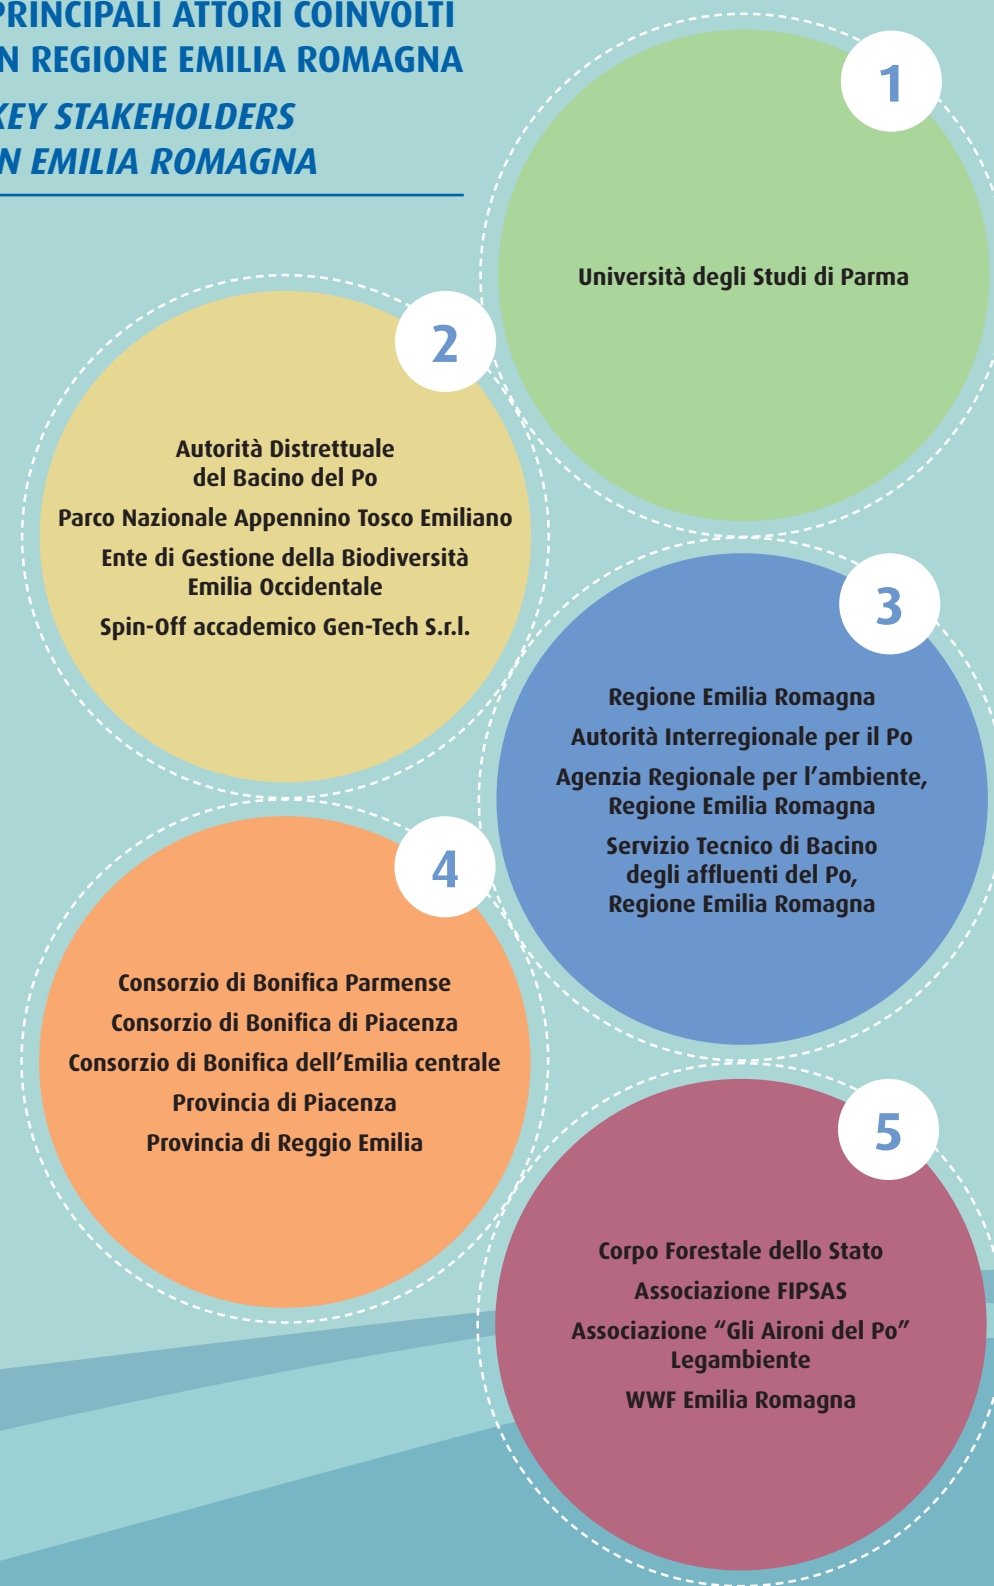 PRINCIPALI ATTORI COINVOLTI
IN REGIONE EMILIA ROMAGNA
KEY STAKEHOLDERS
IN EMILIA ROMAGNA
1
Università degli Studi di Parma
2
Autorità Distrettuale
del Bacino del Po
Parco Nazionale Appennino Tosco Emiliano
Ente di Gestione della Biodiversità
Emilia Occidentale
Spin-Off accademico Gen-Tech S.r.l.
3
Regione Emilia Romagna
Autorità Interregionale per il Po
Agenzia Regionale per l’ambiente,
Regione Emilia Romagna
Servizio Tecnico di Bacino
degli affluenti del Po,
Regione Emilia Romagna
4
Consorzio di Bonifica Parmense
Consorzio di Bonifica di Piacenza
Consorzio di Bonifica dell’Emilia centrale
Provincia di Piacenza
Provincia di Reggio Emilia
5
Corpo Forestale dello Stato
Associazione FIPSAS
Associazione “Gli Aironi del Po”
Legambiente
WWF Emilia Romagna